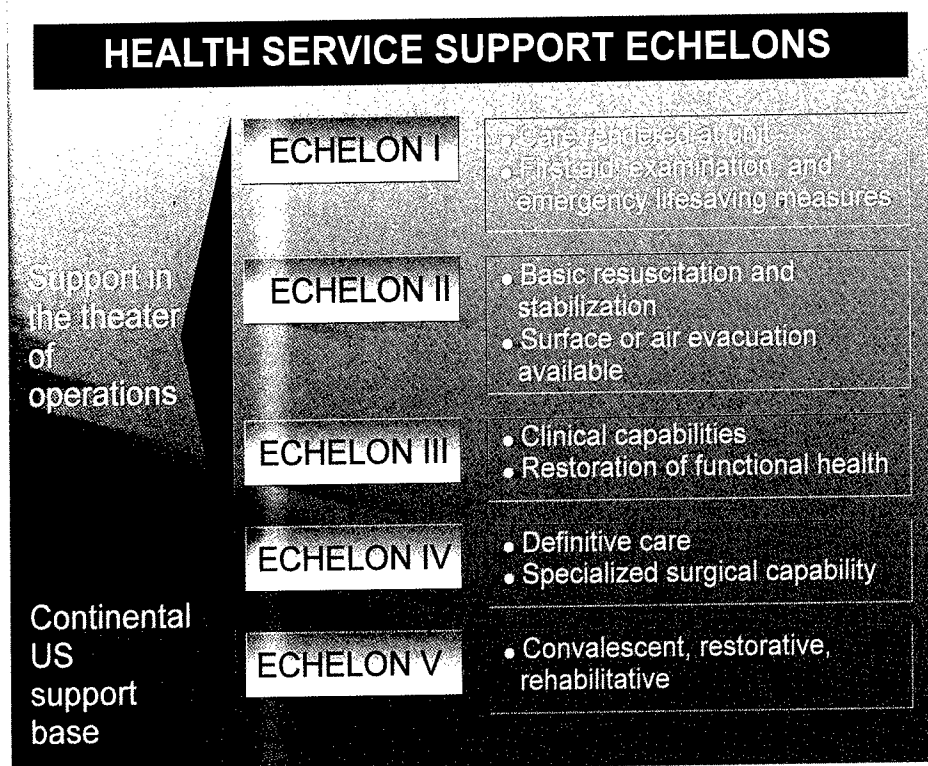 HEALTH SERVICE SUPPORT ECHELONS
Support in
the theater
of
operations
ECHELON I
• Care rendered at unit
• First aid, examination, and
emergency lifesaving measures
ECHELON II
• Basic resuscitation and
stabilization
• Surface or air evacuation
available
ECHELON III
• Clinical capabilities
• Restoration of functional health
ECHELON IV
• Definitive care
• Specialized surgical capability
Continental
US
support
base
ECHELON V
• Convalescent, restorative,
rehabilitative